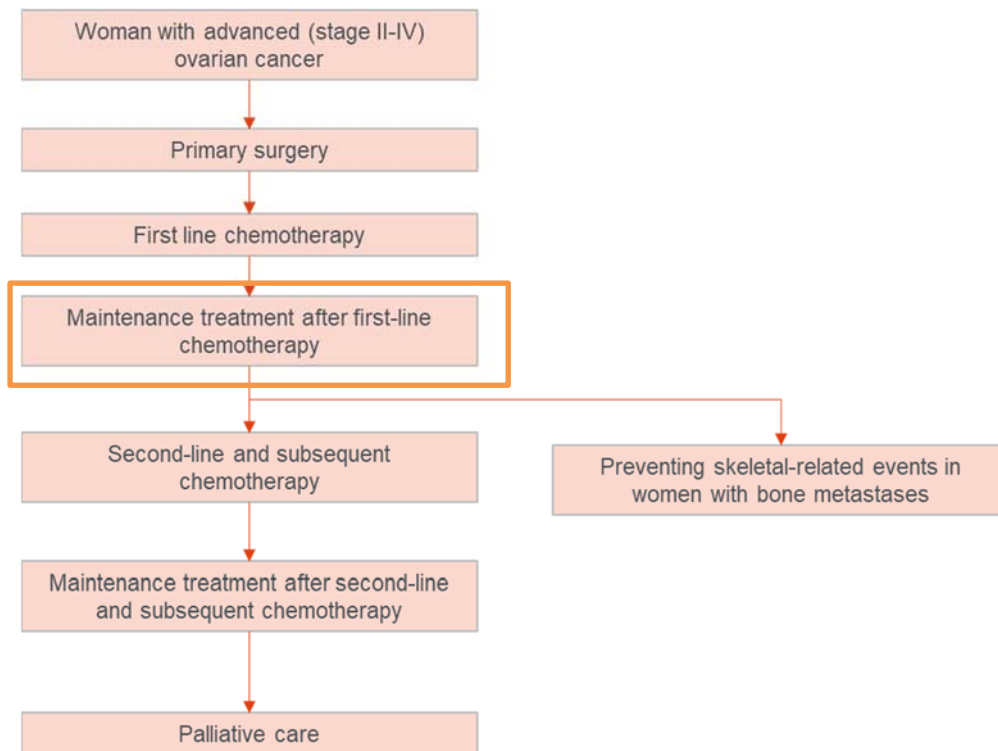 Woman with advanced (stage II-IV)
ovarian cancer
Primary surgery
First line chemotherapy
Maintenance treatment after first-line
chemotherapy
Second-line and subsequent
chemotherapy
Preventing skeletal-related events in
women with bone metastases
Maintenance treatment after second-line
and subsequent chemotherapy
Palliative care